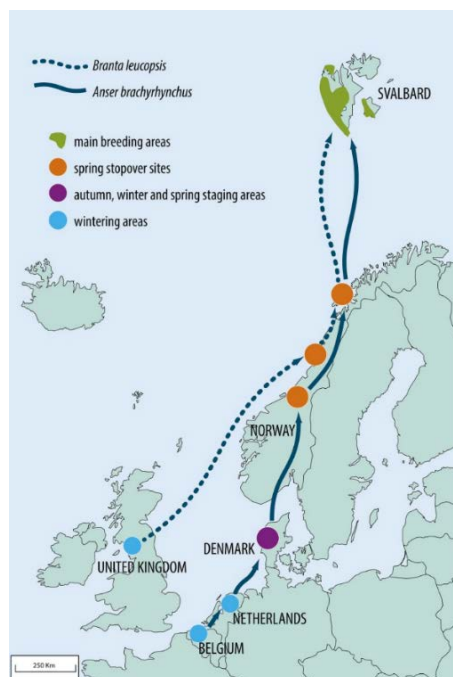 Branta leucopsis
Anser brachyrhynchus
SVALBARD
main breeding areas
spring stopover sites
autumn, winter and spring staging areas
wintering areas
NORWAY
DENMARK
UNITED KINGDOM
NETHERLANDS
BELGIUM
250 Km